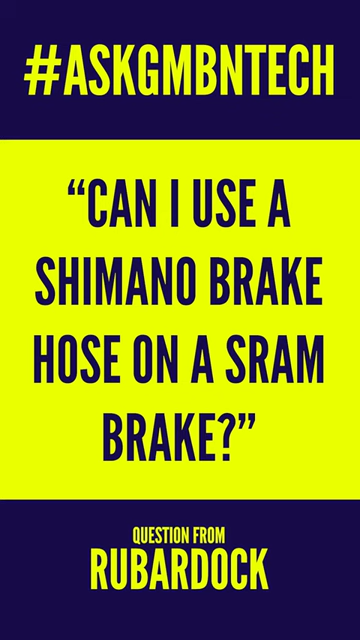 #ASKGMBNTECH
“CAN I USE A
SHIMANO BRAKE
HOSE ON A SRAM
BRAKE?”
QUESTION FROM
RUBARDOCK